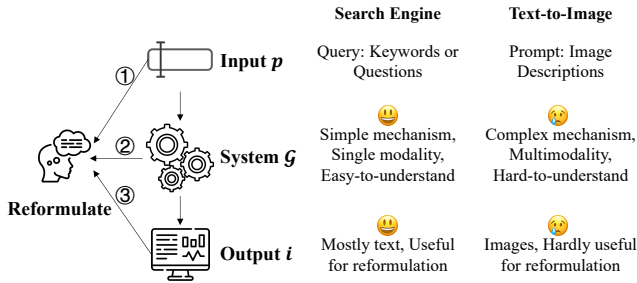 Search Engine
Text-to-Image
①
Input p
Query: Keywords or
Questions
Prompt: Image
Descriptions
②
System G
Simple mechanism,
Single modality,
Easy-to-understand
Complex mechanism,
Multimodality,
Hard-to-understand
Reformulate
③
Output i
Mostly text, Useful
for reformulation
Images, Hardly useful
for reformulation